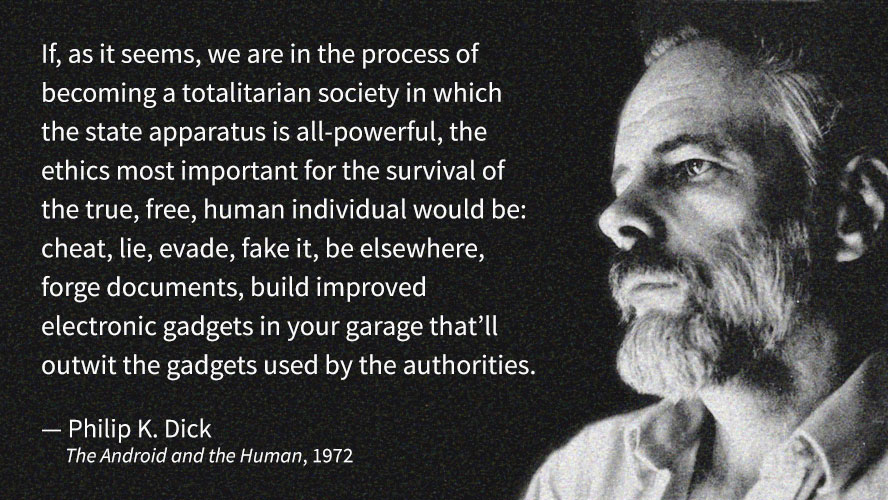 If, as it seems, we are in the process of
becoming a totalitarian society in which
the state apparatus is all-powerful, the
ethics most important for the survival of
the true, free, human individual would be:
cheat, lie, evade, fake it, be elsewhere,
forge documents, build improved
electronic gadgets in your garage that’ll
outwit the gadgets used by the authorities.
— Philip K. Dick
The Android and the Human, 1972